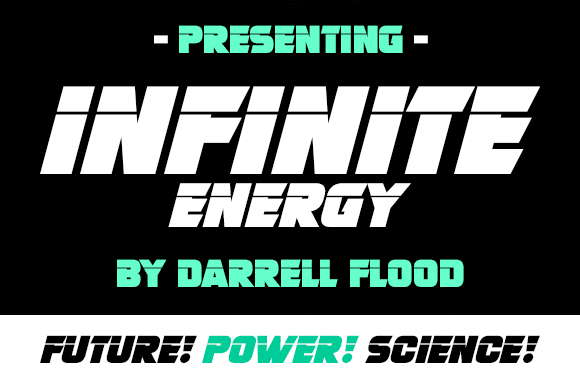 - PRESENTING -
INFINITE
ENERGY
BY DARRELL FLOOD
FUTURE! POWER! SCIENCE!